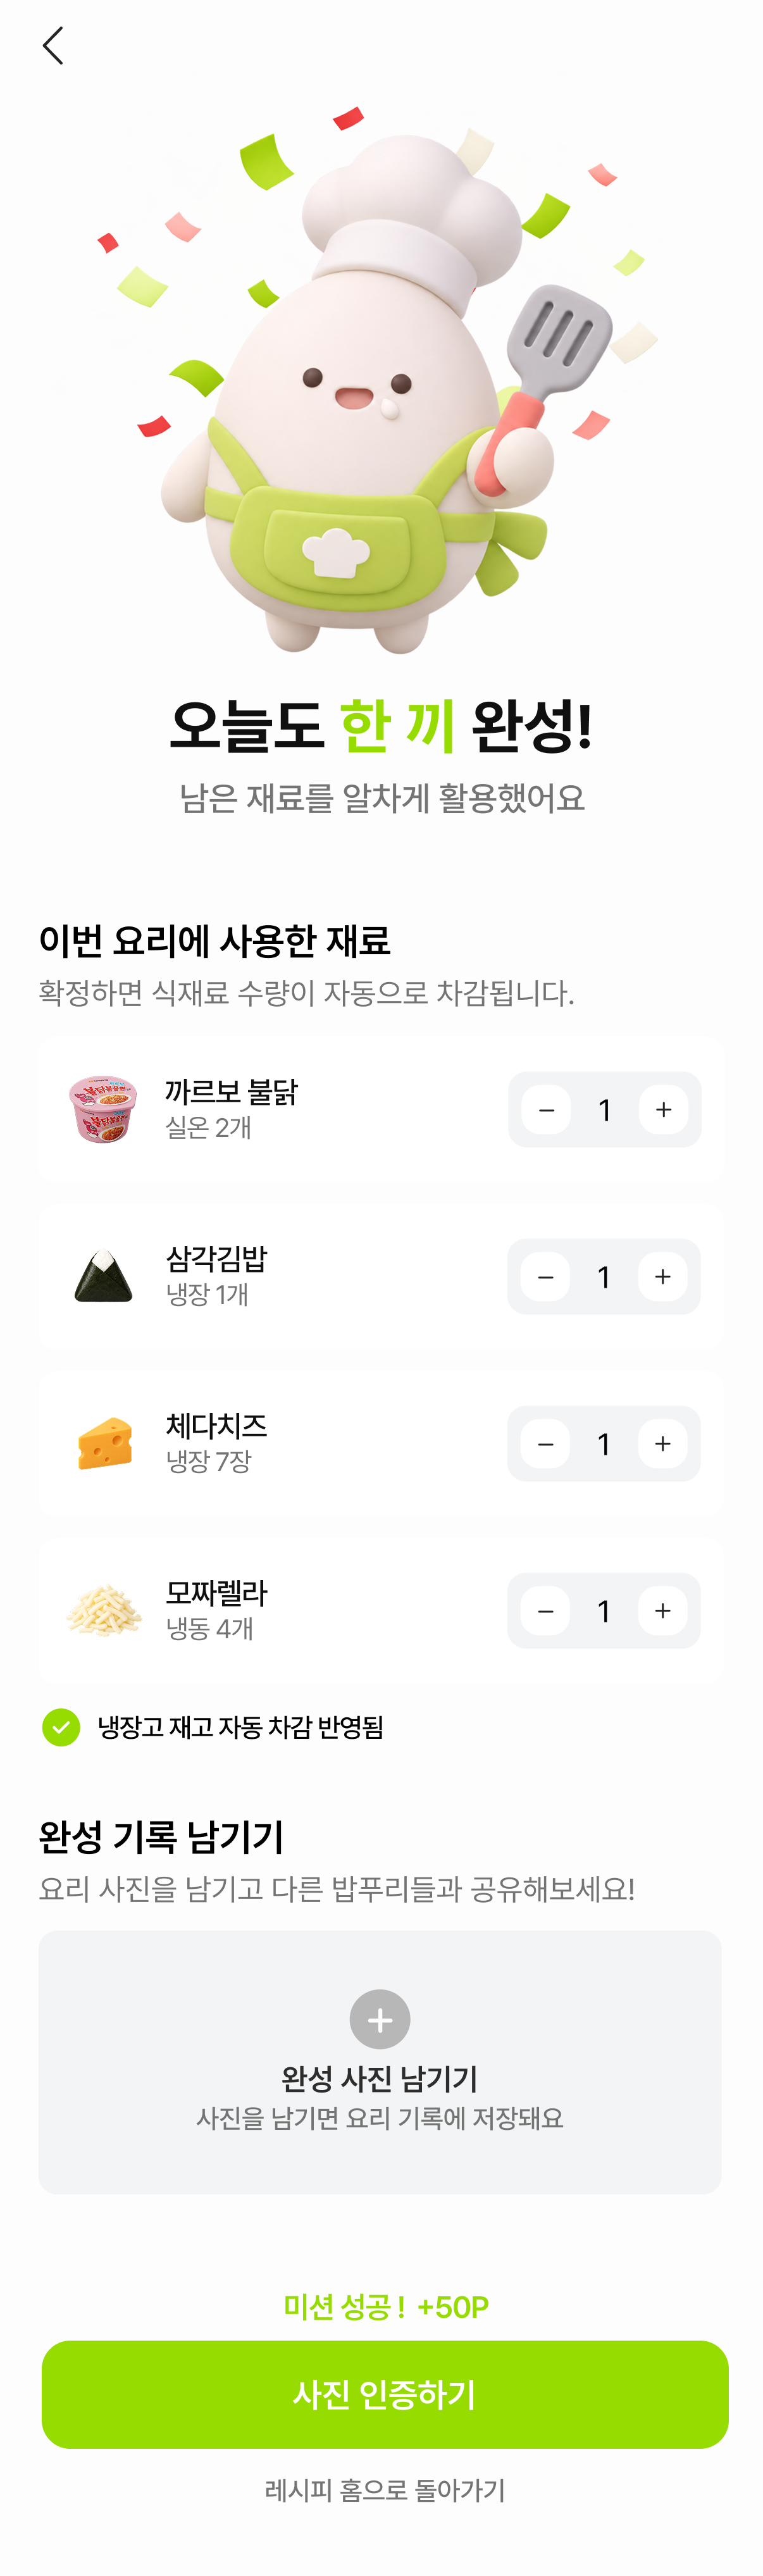 오늘도 한 끼 완성!
남은 재료를 알차게 활용했어요
이번 요리에 사용한 재료
확정하면 식재료 수량이 자동으로 차감됩니다.
까르보 불닭
실온 2개
− 1 +
삼각김밥
냉장 1개
− 1 +
체다치즈
냉장 7장
− 1 +
모짜렐라
냉동 4개
− 1 +
냉장고 재고 자동 차감 반영됨
완성 기록 남기기
요리 사진을 남기고 다른 밥푸리들과 공유해보세요!
완성 사진 남기기
사진을 남기면 요리 기록에 저장돼요
미션 성공 ! +50P
사진 인증하기
레시피 홈으로 돌아가기